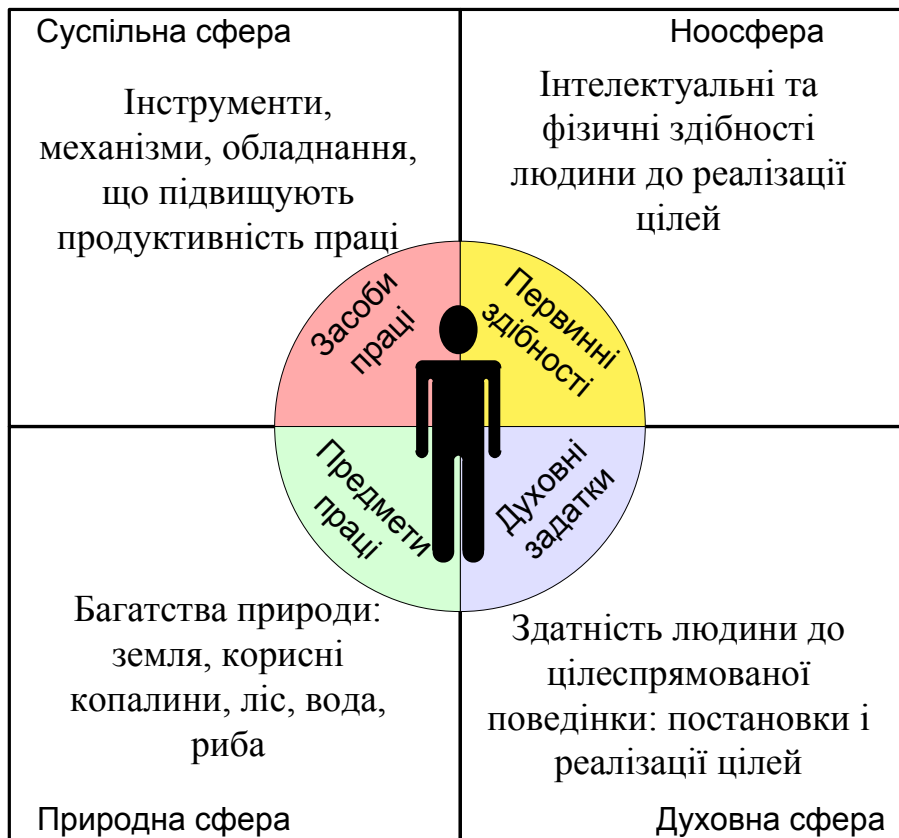 Суспільна сфера
Інструменти,
механізми, обладнання,
що підвищують
продуктивність праці
Засоби
праці
Ноосфера
Інтелектуальні та
фізичні здібності
людини до реалізації
цілей
Первинні
здібності
Предмети
праці
Багатства природи:
земля, корисні
копалини, ліс, вода,
риба
Природна сфера
Духовні
задатки
Здатність людини до
цілеспрямованої
поведінки: постановки і
реалізації цілей
Духовна сфера